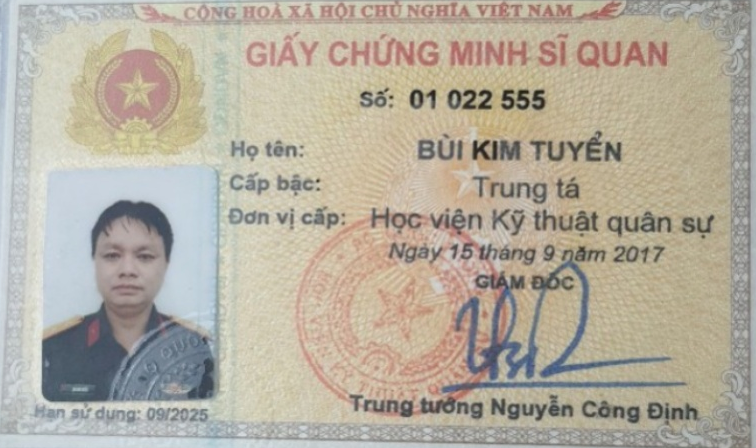 CỘNG HOÀ XÃ HỘI CHỦ NGHĨA VIỆT NAM
GIẤY CHỨNG MINH SĨ QUAN
Số: 01 022 555
Họ tên: BÙI KIM TUYỂN
Cấp bậc: Trung tá
Đơn vị cấp: Học viện Kỹ thuật quân sự
Ngày 15 tháng 9 năm 2017
GIÁM ĐỐC
Hạn sử dụng: 09/2025
Trung tướng Nguyễn Công Định